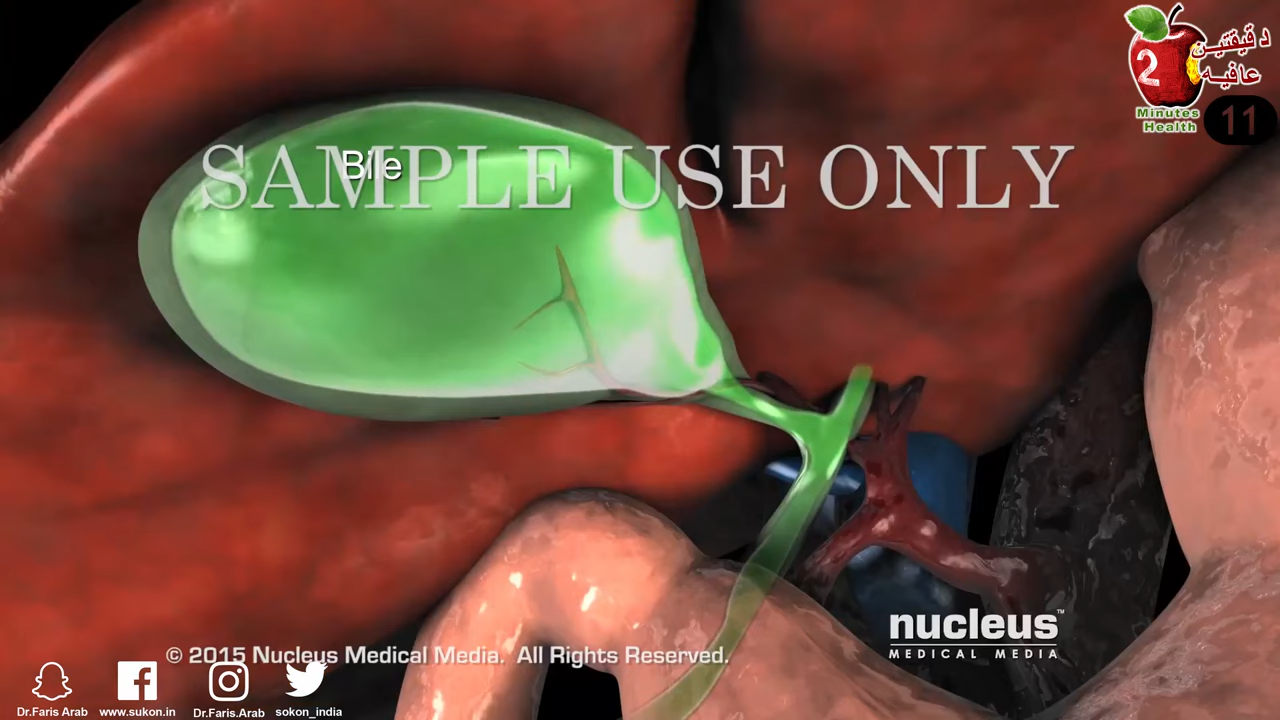 دقيقتين
عافيه
2
Minutes
Health
11
SAMPLE USE ONLY
Bile
nucleus™
MEDICAL MEDIA
© 2015 Nucleus Medical Media. All Rights Reserved.
Dr.Faris Arab
www.sukon.in
Dr.Faris.Arab
sokon_india